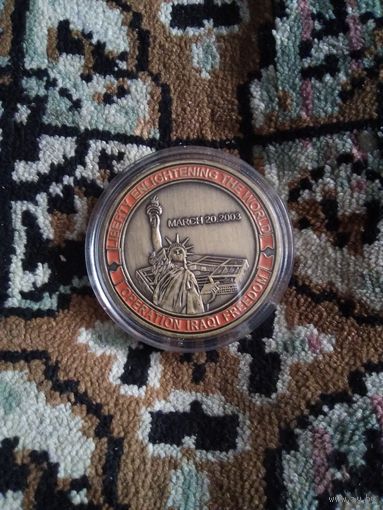 LIBERTY ENLIGHTENING THE WORLD
MARCH 20,2003
OPERATION IRAQI FREEDOM